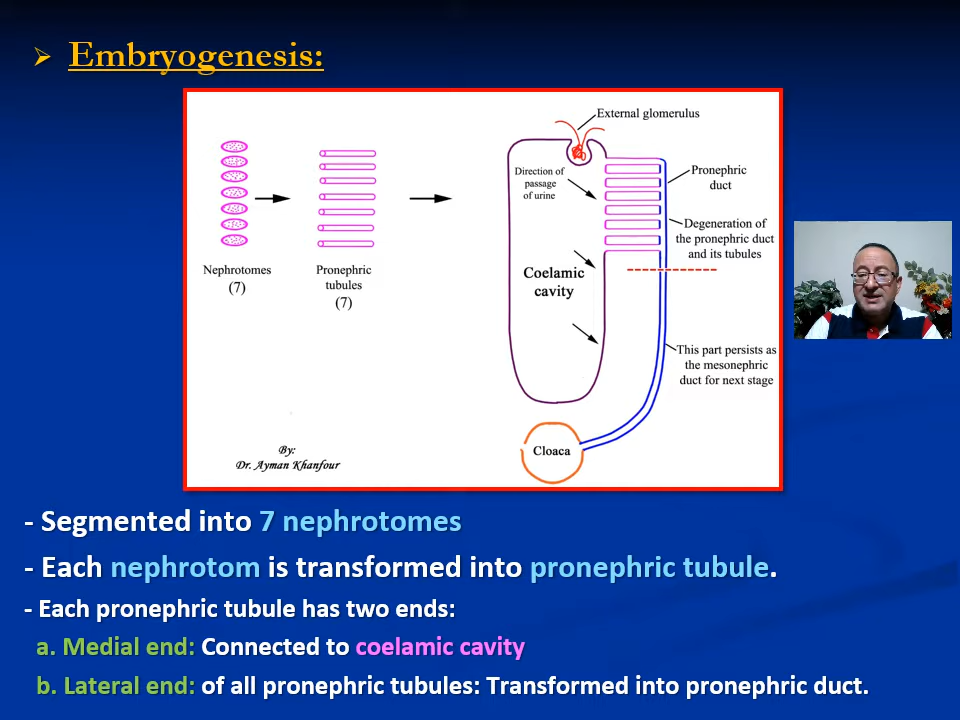 ➢ Embryogenesis:
External glomerulus
Direction of
passage
of urine
Pronephric
duct
Degeneration of
the pronephric duct
and its tubules
Nephrotomes
(7)
Pronephric
tubules
(7)
Coelamic
cavity
This part persists as
the mesonephric
duct for next stage
Cloaca
By:
Dr. Ayman Khanfour
- Segmented into 7 nephrotomes
- Each nephrotom is transformed into pronephric tubule.
- Each pronephric tubule has two ends:
a. Medial end: Connected to coelamic cavity
b. Lateral end: of all pronephric tubules: Transformed into pronephric duct.